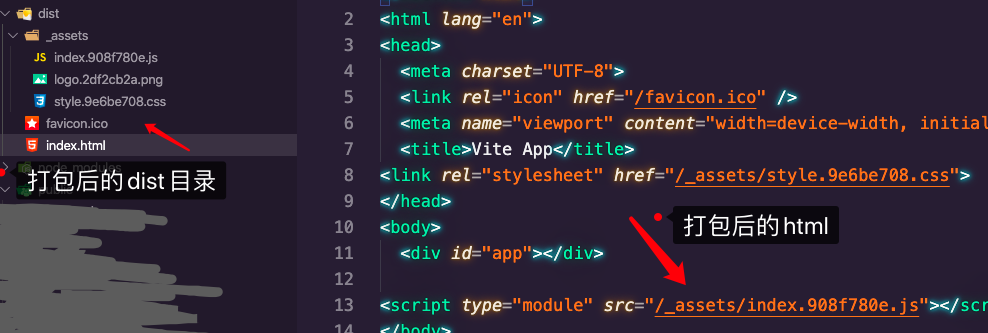 dist
_assets
JS index.908f780e.js
logo.2df2cb2a.png
style.9e6be708.css
favicon.ico
index.html
node_modules
打包后的dist目录
2 <html lang="en">
3 <head>
4 <meta charset="UTF-8">
5 <link rel="icon" href="/favicon.ico" />
6 <meta name="viewport" content="width=device-width, initial
7 <title>Vite App</title>
8 <link rel="stylesheet" href="/_assets/style.9e6be708.css">
9 </head>
10 <body>
打包后的html
11 <div id="app"></div>
12
13 <script type="module" src="/_assets/index.908f780e.js"></scr
14 </body>